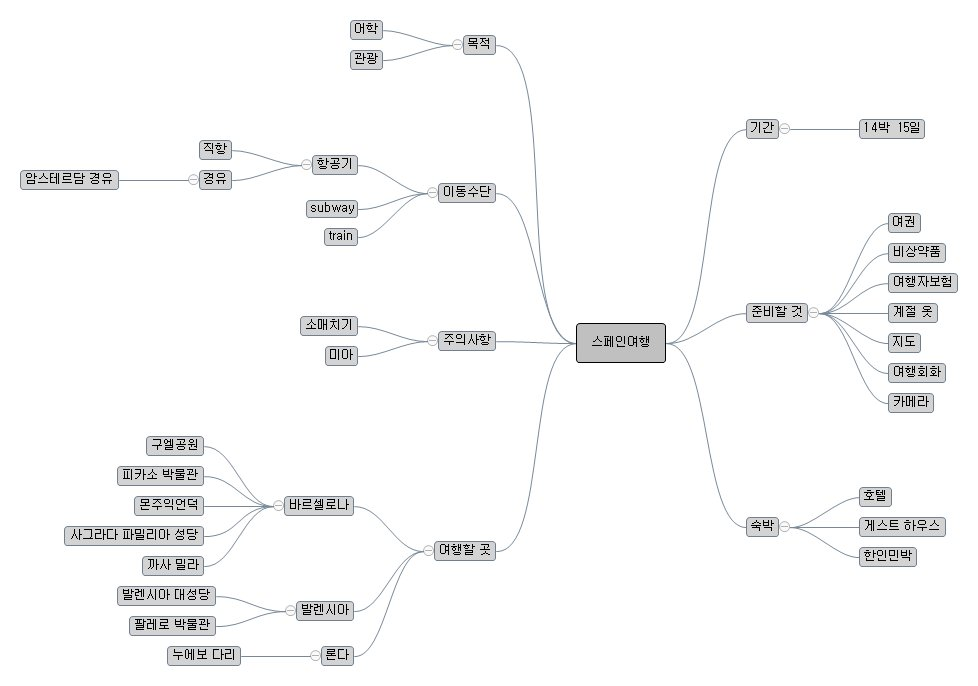 어학
목적
관광
기간
14박 15일
직항
항공기
암스테르담 경유
경유
이동수단
subway
train
여권
비상약품
여행자보험
준비할 것
계절 옷
지도
여행회화
카메라
소매치기
주의사항
미아
스페인여행
구엘공원
피카소 박물관
바르셀로나
몬주익언덕
사그라다 파밀리아 성당
까사 밀라
여행할 곳
발렌시아 대성당
발렌시아
팔레로 박물관
누에보 다리
론다
호텔
숙박
게스트 하우스
한인민박